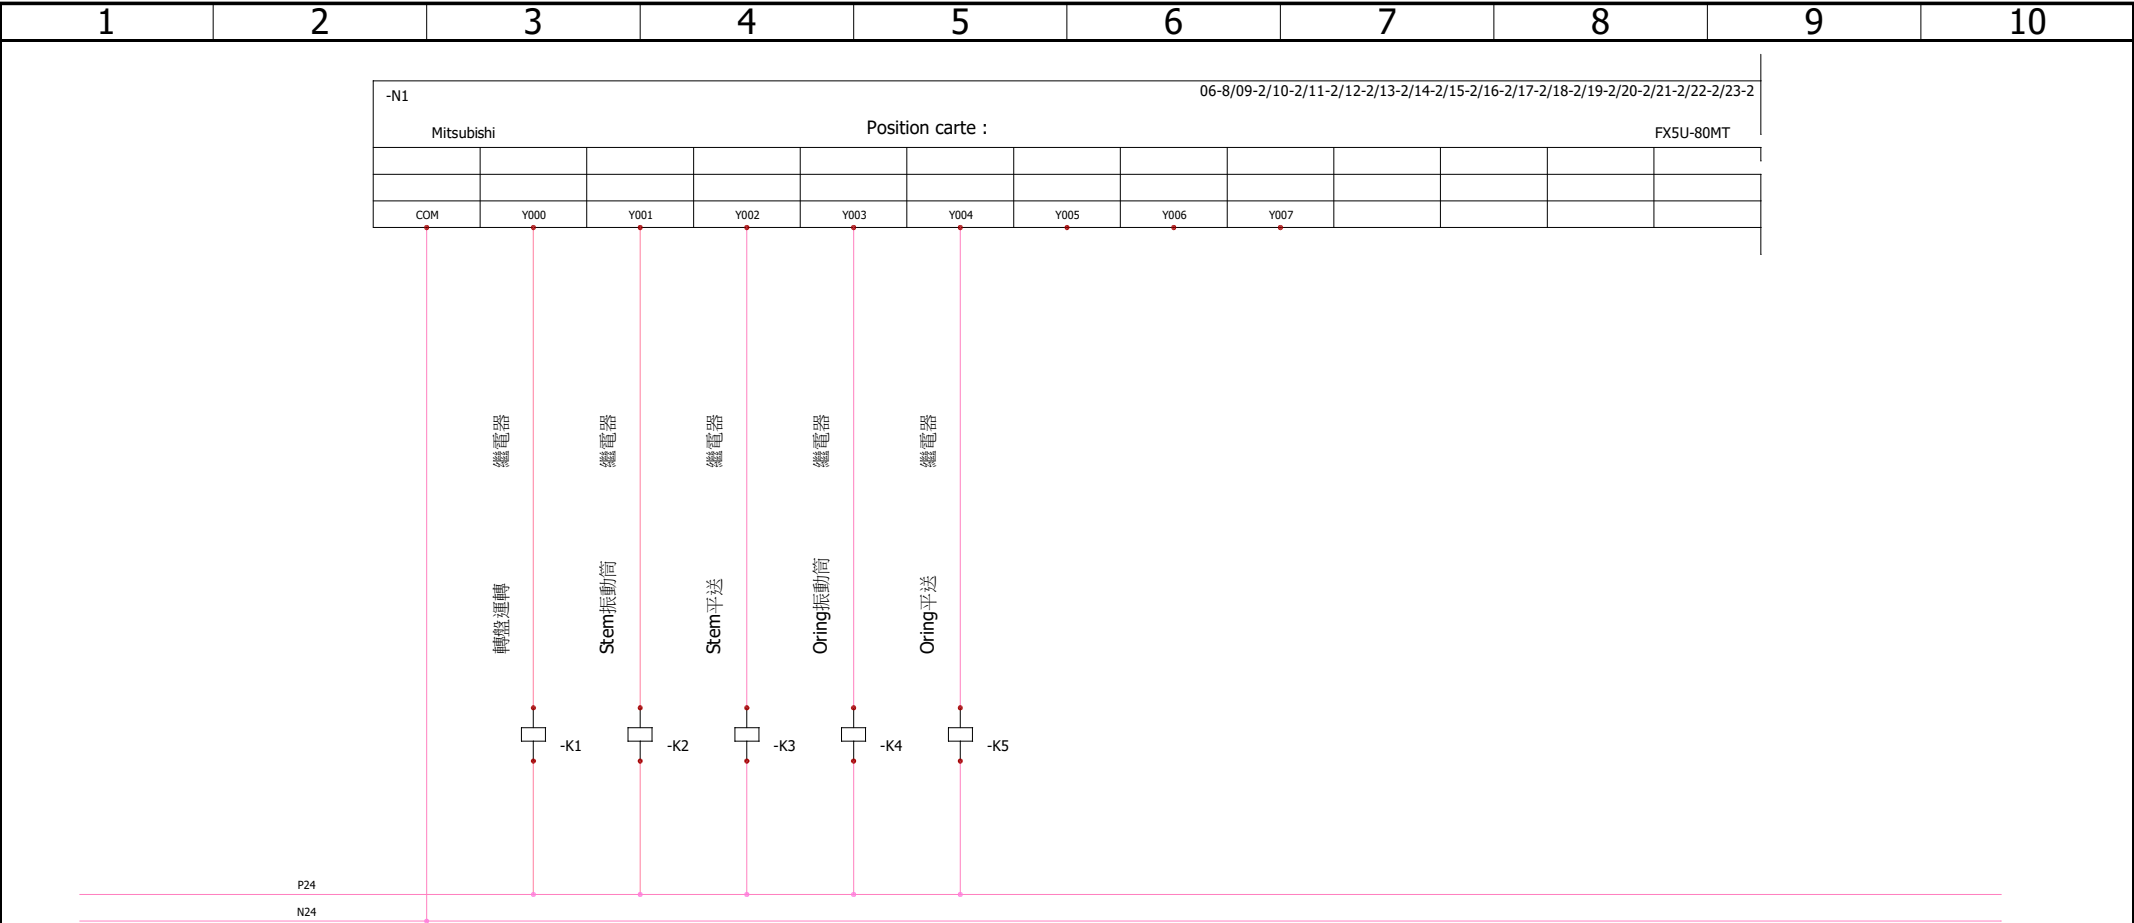 1 2 3 4 5 6 7 8 9 10
-N1 06-8/09-2/10-2/11-2/12-2/13-2/14-2/15-2/16-2/17-2/18-2/19-2/20-2/21-2/22-2/23-2
Mitsubishi Position carte : FX5U-80MT
COM Y000 Y001 Y002 Y003 Y004 Y005 Y006 Y007
轉盤運轉 繼電器
Stem振動筒 繼電器
Stem平送 繼電器
Oring振動筒 繼電器
Oring平送 繼電器
-K1 -K2 -K3 -K4 -K5
P24
N24